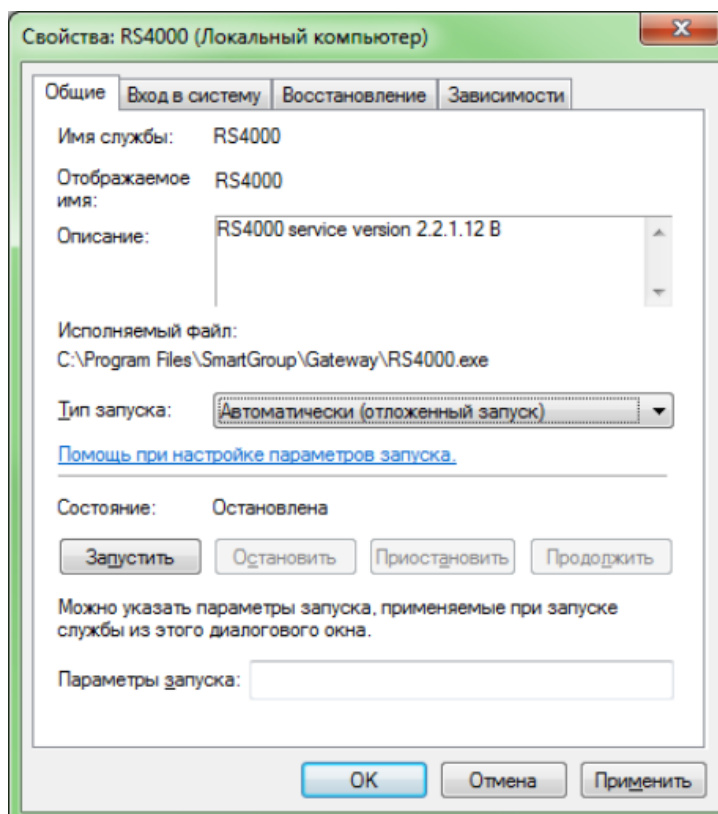 Свойства: RS4000 (Локальный компьютер)
Общие Вход в систему Восстановление Зависимости
Имя службы: RS4000
Отображаемое имя: RS4000
Описание: RS4000 service version 2.2.1.12 B
Исполняемый файл:
C:\Program Files\SmartGroup\Gateway\RS4000.exe
Тип запуска: Автоматически (отложенный запуск)
Помощь при настройке параметров запуска.
Состояние: Остановлена
Запустить Остановить Приостановить Продолжить
Можно указать параметры запуска, применяемые при запуске
службы из этого диалогового окна.
Параметры запуска:
OK Отмена Применить